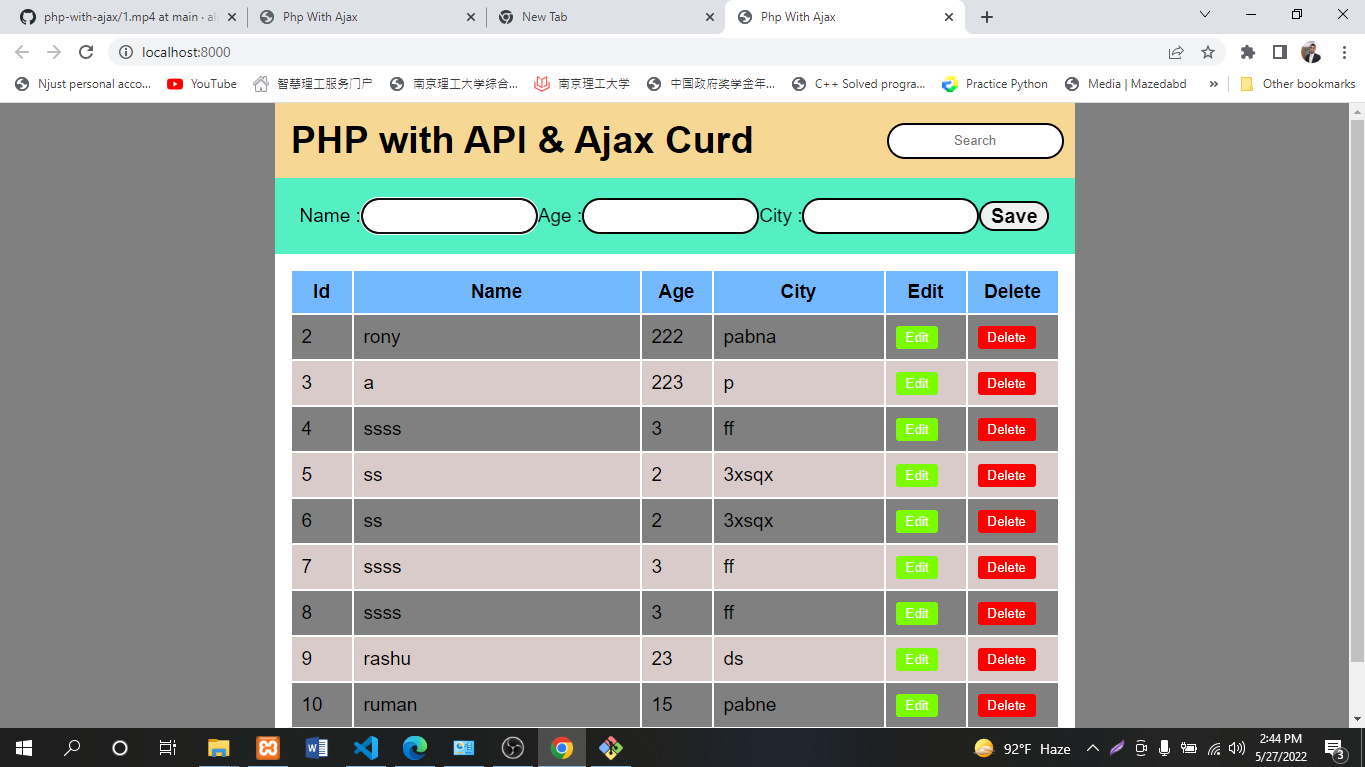 php-with-ajax/1.mp4 at main · al
Php With Ajax
New Tab
Php With Ajax
localhost:8000
Njust personal acco...
YouTube
智慧理工服务门户
南京理工大学综合...
南京理工大学
中国政府奖学金年...
C++ Solved progra...
Practice Python
Media | Mazedabd
»
Other bookmarks
PHP with API & Ajax Curd
Search
Name : Age : City : Save
Id Name Age City Edit Delete
2 rony 222 pabna Edit Delete
3 a 223 p Edit Delete
4 ssss 3 ff Edit Delete
5 ss 2 3xsqx Edit Delete
6 ss 2 3xsqx Edit Delete
7 ssss 3 ff Edit Delete
8 ssss 3 ff Edit Delete
9 rashu 23 ds Edit Delete
10 ruman 15 pabne Edit Delete
92°F Haze
2:44 PM
5/27/2022
3